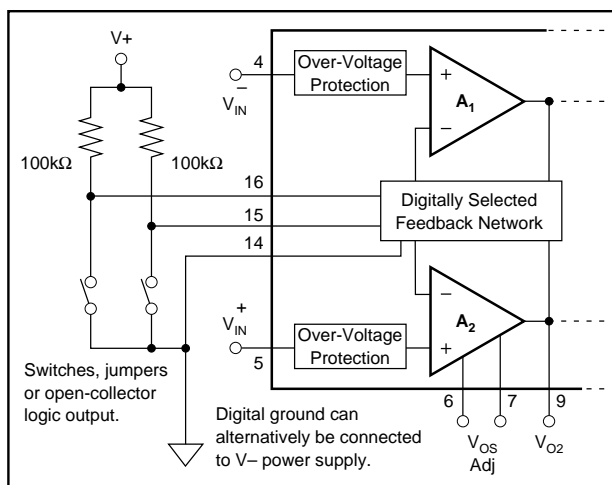 V+
100kΩ
100kΩ
4
V–IN
Over-Voltage
Protection
+
A1
–
16
15
14
Digitally Selected
Feedback Network
–
A2
+
V+IN
5
Over-Voltage
Protection
Switches, jumpers
or open-collector
logic output.
Digital ground can
alternatively be connected
to V– power supply.
6
7
9
VOS
Adj
VO2